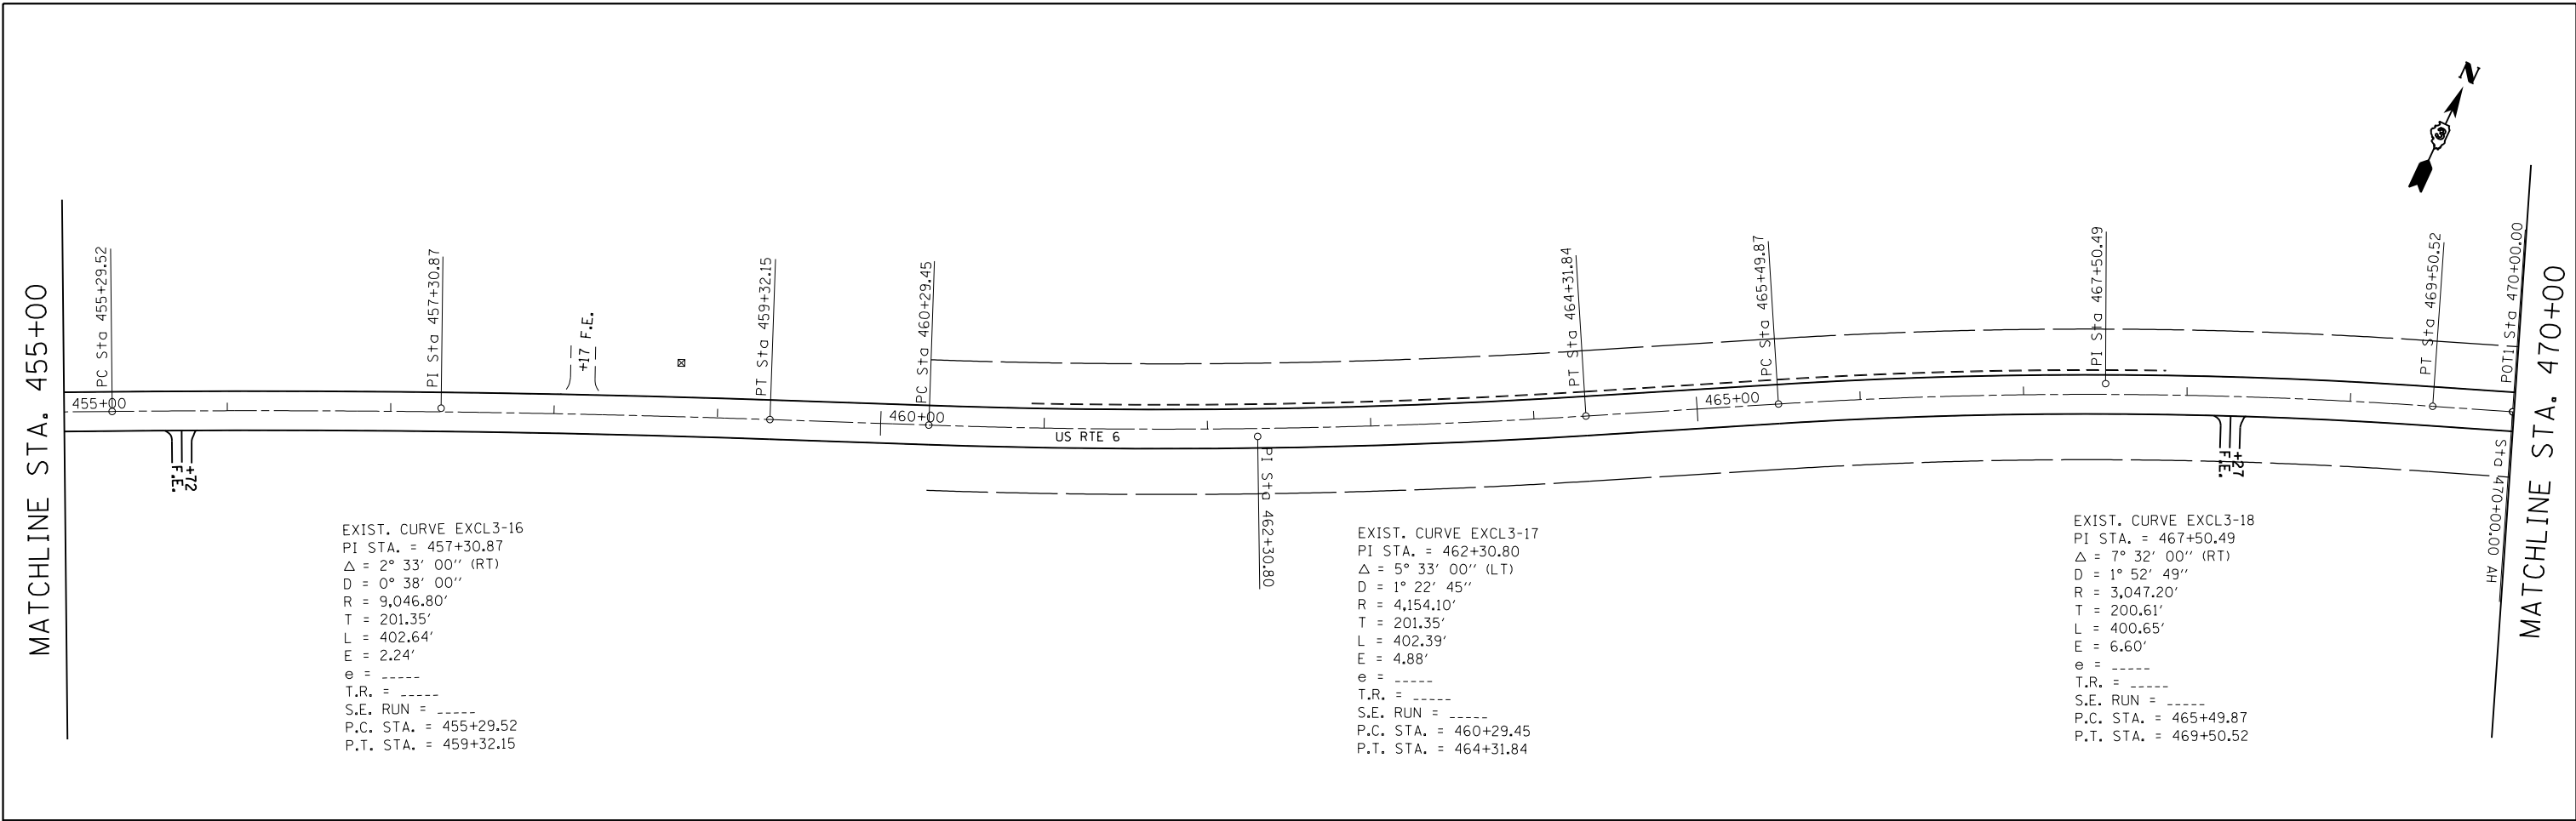 N
3
MATCHLINE STA. 455+00
PC Sta 455+29.52
PI Sta 457+30.87
+17 F.E.
PT Sta 459+32.15
PC Sta 460+29.45
PT Sta 464+31.84
PC Sta 465+49.87
PI Sta 467+50.49
PT Sta 469+50.52
POT1 Sta 470+00.00
MATCHLINE STA. 470+00
455+00
460+00
465+00
US RTE 6
+72
F.E.
PI Sta 462+30.80
+27
F.E.
Sta 470+00.00 AH
EXIST. CURVE EXCL3-16
PI STA. = 457+30.87
△ = 2° 33' 00'' (RT)
D = 0° 38' 00''
R = 9,046.80'
T = 201.35'
L = 402.64'
E = 2.24'
e = _____
T.R. = _____
S.E. RUN = _____
P.C. STA. = 455+29.52
P.T. STA. = 459+32.15
EXIST. CURVE EXCL3-17
PI STA. = 462+30.80
△ = 5° 33' 00'' (LT)
D = 1° 22' 45''
R = 4,154.10'
T = 201.35'
L = 402.39'
E = 4.88'
e = _____
T.R. = _____
S.E. RUN = _____
P.C. STA. = 460+29.45
P.T. STA. = 464+31.84
EXIST. CURVE EXCL3-18
PI STA. = 467+50.49
△ = 7° 32' 00'' (RT)
D = 1° 52' 49''
R = 3,047.20'
T = 200.61'
L = 400.65'
E = 6.60'
e = _____
T.R. = _____
S.E. RUN = _____
P.C. STA. = 465+49.87
P.T. STA. = 469+50.52